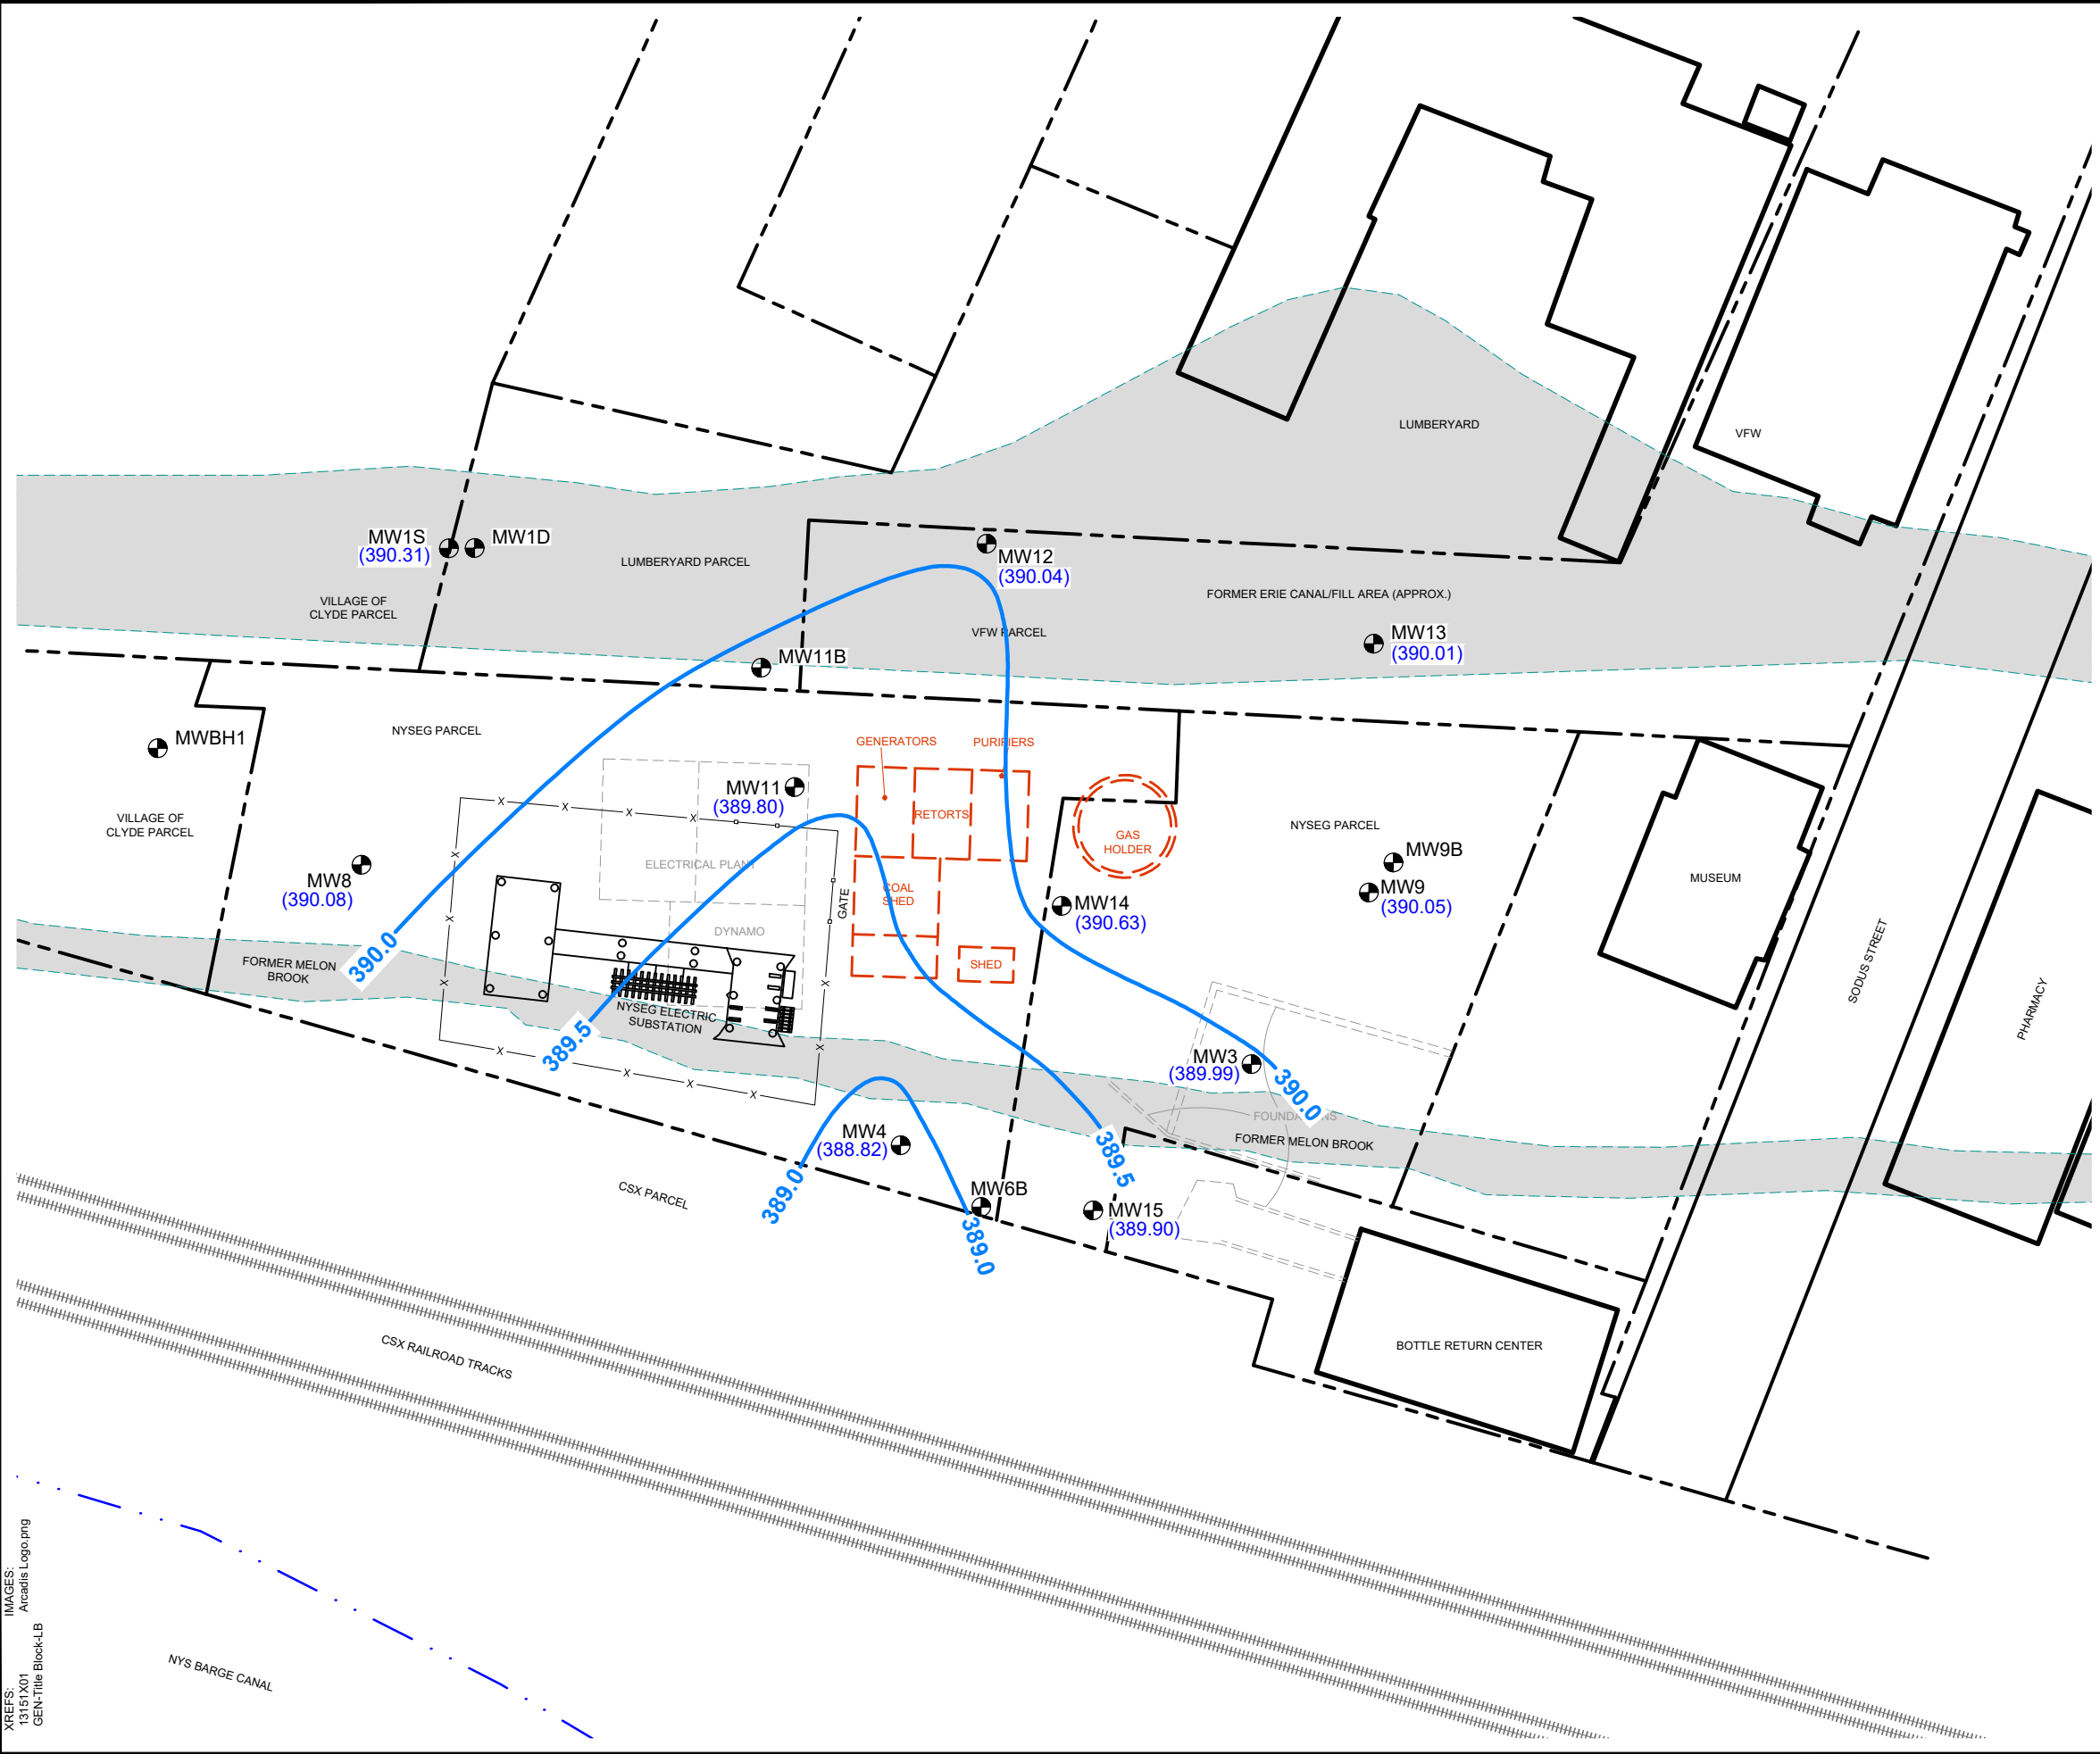 LUMBERYARD
VFW
MW1S
(390.31)
MW1D
LUMBERYARD PARCEL
MW12
(390.04)
VILLAGE OF
CLYDE PARCEL
FORMER ERIE CANAL/FILL AREA (APPROX.)
VFW PARCEL
MW13
(390.01)
MW11B
MWBH1
NYSEG PARCEL
GENERATORS
PURIFIERS
MW11
(389.80)
RETORTS
GAS
HOLDER
NYSEG PARCEL
VILLAGE OF
CLYDE PARCEL
X X X X
ELECTRICAL PLANT
MW9B
MW8
(390.08)
X
COAL
SHED
GATE
MW14
(390.63)
MW9
(390.05)
MUSEUM
X
DYNAMO
390.0
FORMER MELON
BROOK
SHED
SODUS STREET
X
X
NYSEG ELECTRIC
SUBSTATION
PHARMACY
389.5
X
X
X
X
X
MW3
(389.99)
390.0
FOUNDATIONS
FORMER MELON BROOK
MW4
(388.82)
389.5
389.0
CSX PARCEL
MW6B
389.0
MW15
(389.90)
CSX RAILROAD TRACKS
BOTTLE RETURN CENTER
NYS BARGE CANAL
XREFS:
13151X01
GEN-Title Block-LB
IMAGES:
Arcadis Logo.png